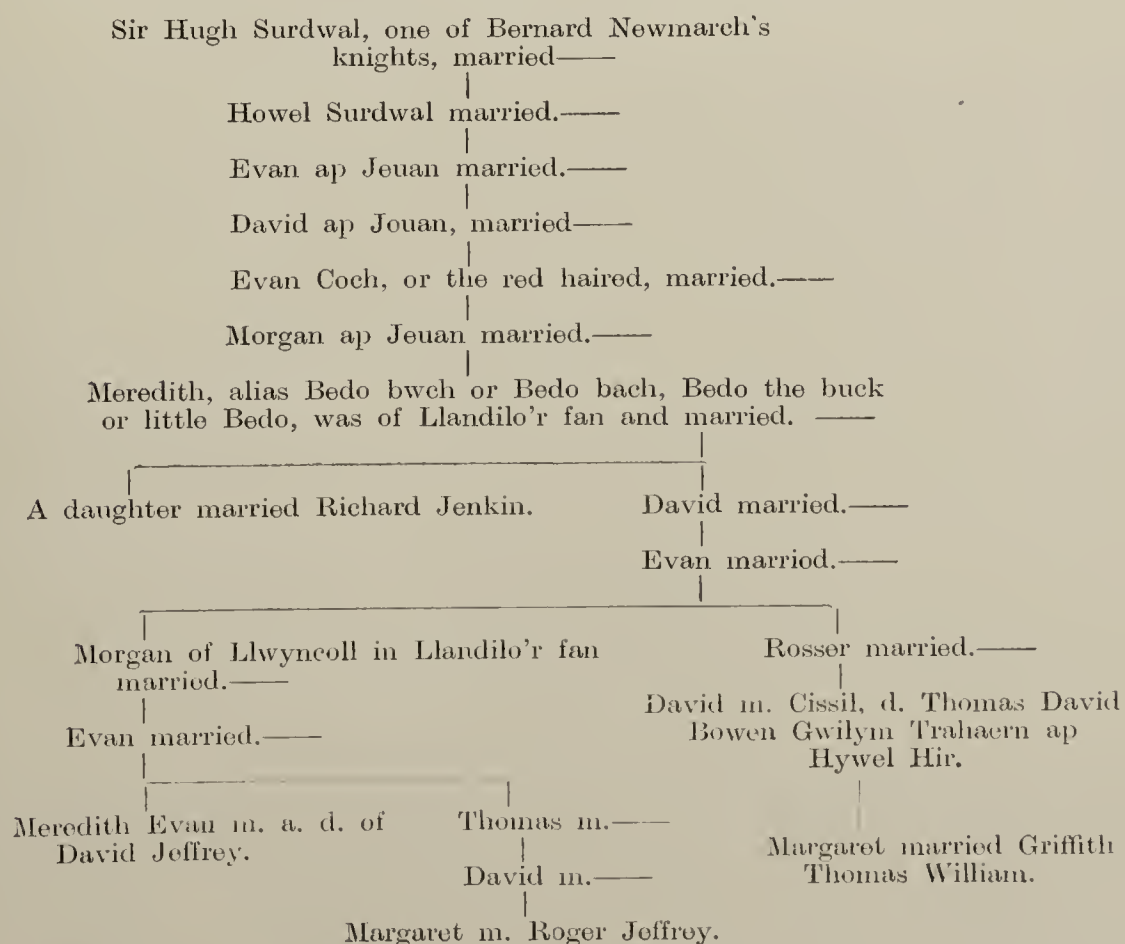 Sir Hugh Surdwal, one of Bernard Newmarch's
knights, married——
Howel Surdwal married.——
Evan ap Jeuan married.——
David ap Jouan, married——
Evan Coch, or the red haired, married.——
Morgan ap Jeuan married.——
Meredith, alias Bedo bwch or Bedo bach, Bedo the buck
or little Bedo, was of Llandilo'r fan and married. ——
A daughter married Richard Jenkin.
David married.——
Evan married.——
Morgan of Llwyncoll in Llandilo'r fan
married.——
Rosser married.——
Evan married.——
David m. Cissil, d. Thomas David
Bowen Gwilym Trahaern ap
Hywel Hir.
Meredith Evan m. a. d. of
David Jeffrey.
Thomas m.——
Margaret married Griffith
Thomas William.
David m.——
Margaret m. Roger Jeffrey.